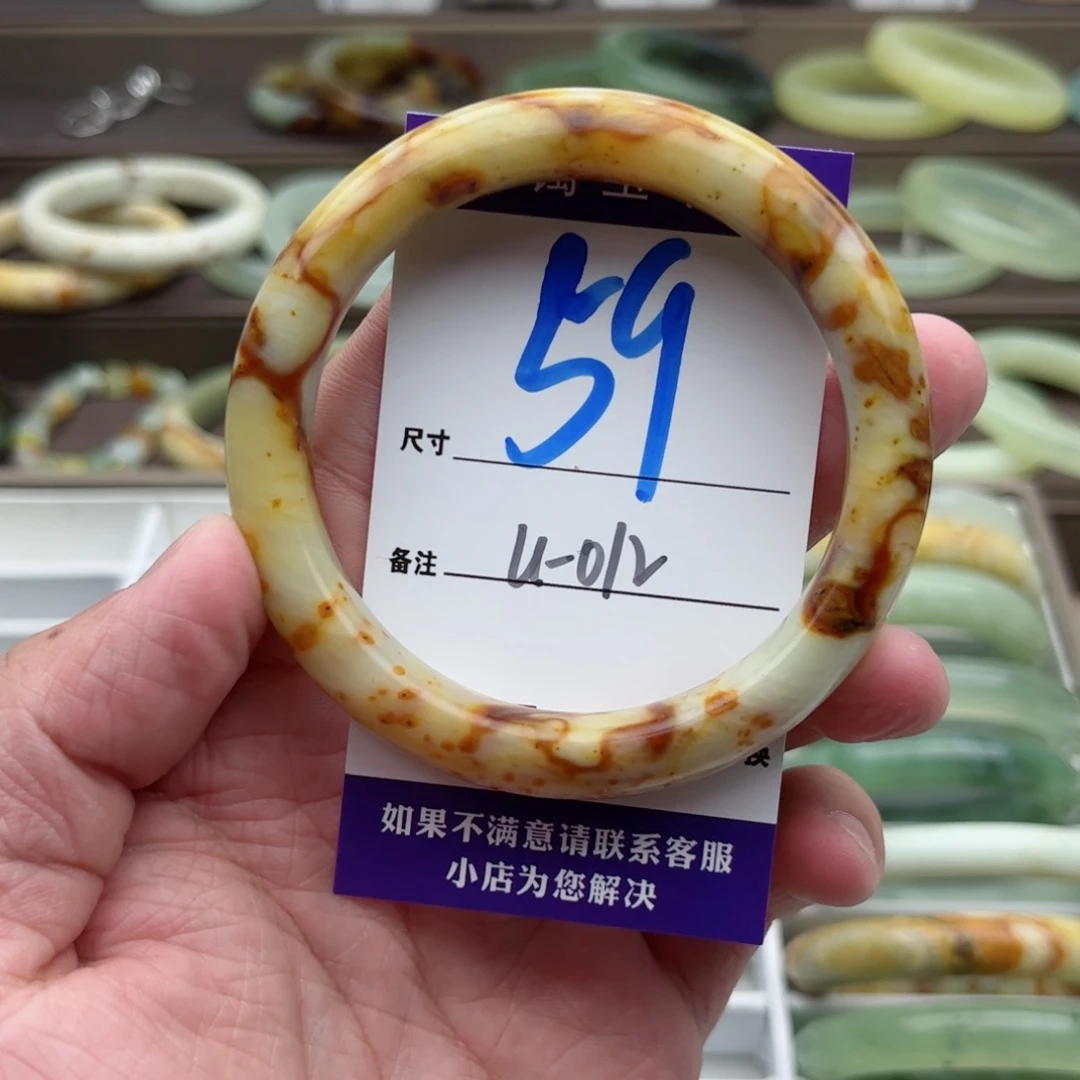 59
尺寸
备注 U-012
换
如果不满意请联系客服
小店为您解决